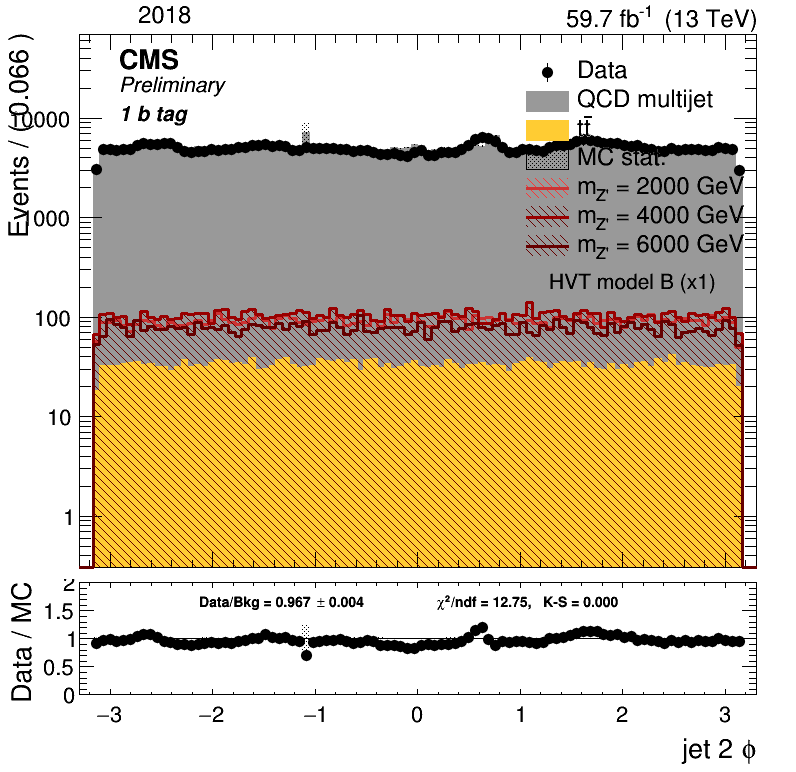 2018
59.7 fb⁻¹ (13 TeV)
CMS
Preliminary
1 b tag
Data
QCD multijet
tt̄
MC stat.
m_Z' = 2000 GeV
m_Z' = 4000 GeV
m_Z' = 6000 GeV
HVT model B (x1)
Events / ( 0.066 )
10000
1000
100
10
1
Data/Bkg = 0.967 ± 0.004
χ²/ndf = 12.75, K-S = 0.000
Data / MC
2
1.5
1
0.5
0
−3 −2 −1 0 1 2 3
jet 2 ϕ